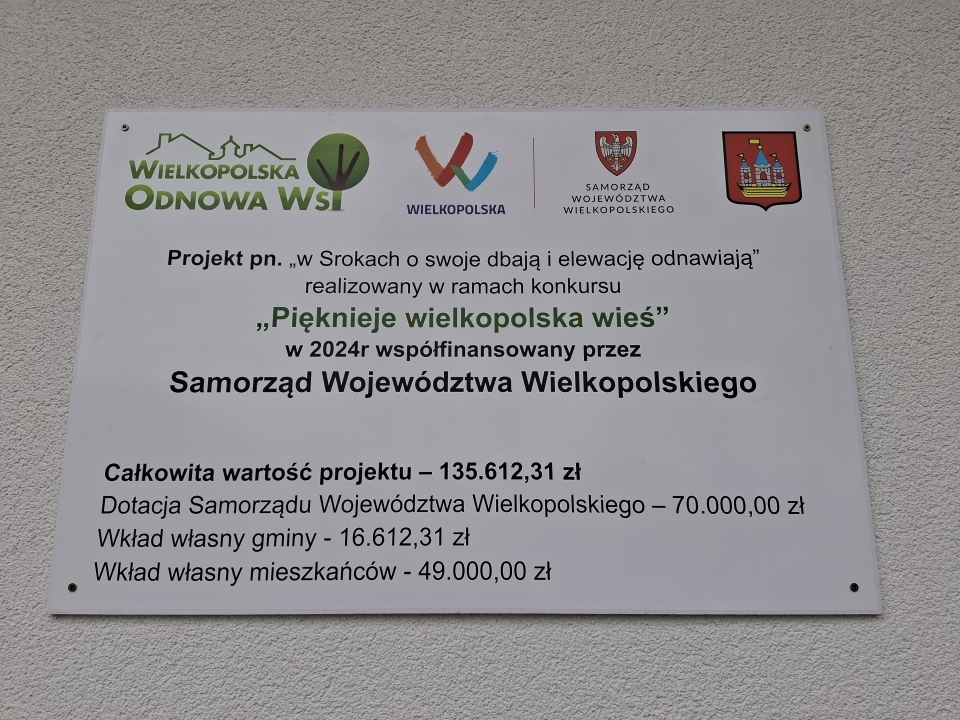 WIELKOPOLSKA
ODNOWA WSI
WIELKOPOLSKA
SAMORZĄD
WOJEWÓDZTWA
WIELKOPOLSKIEGO
Projekt pn. „w Srokach o swoje dbają i elewację odnawiają”
realizowany w ramach konkursu
„Pięknieje wielkopolska wieś”
w 2024r współfinansowany przez
Samorząd Województwa Wielkopolskiego
Całkowita wartość projektu – 135.612,31 zł
Dotacja Samorządu Województwa Wielkopolskiego – 70.000,00 zł
Wkład własny gminy - 16.612,31 zł
Wkład własny mieszkańców - 49.000,00 zł